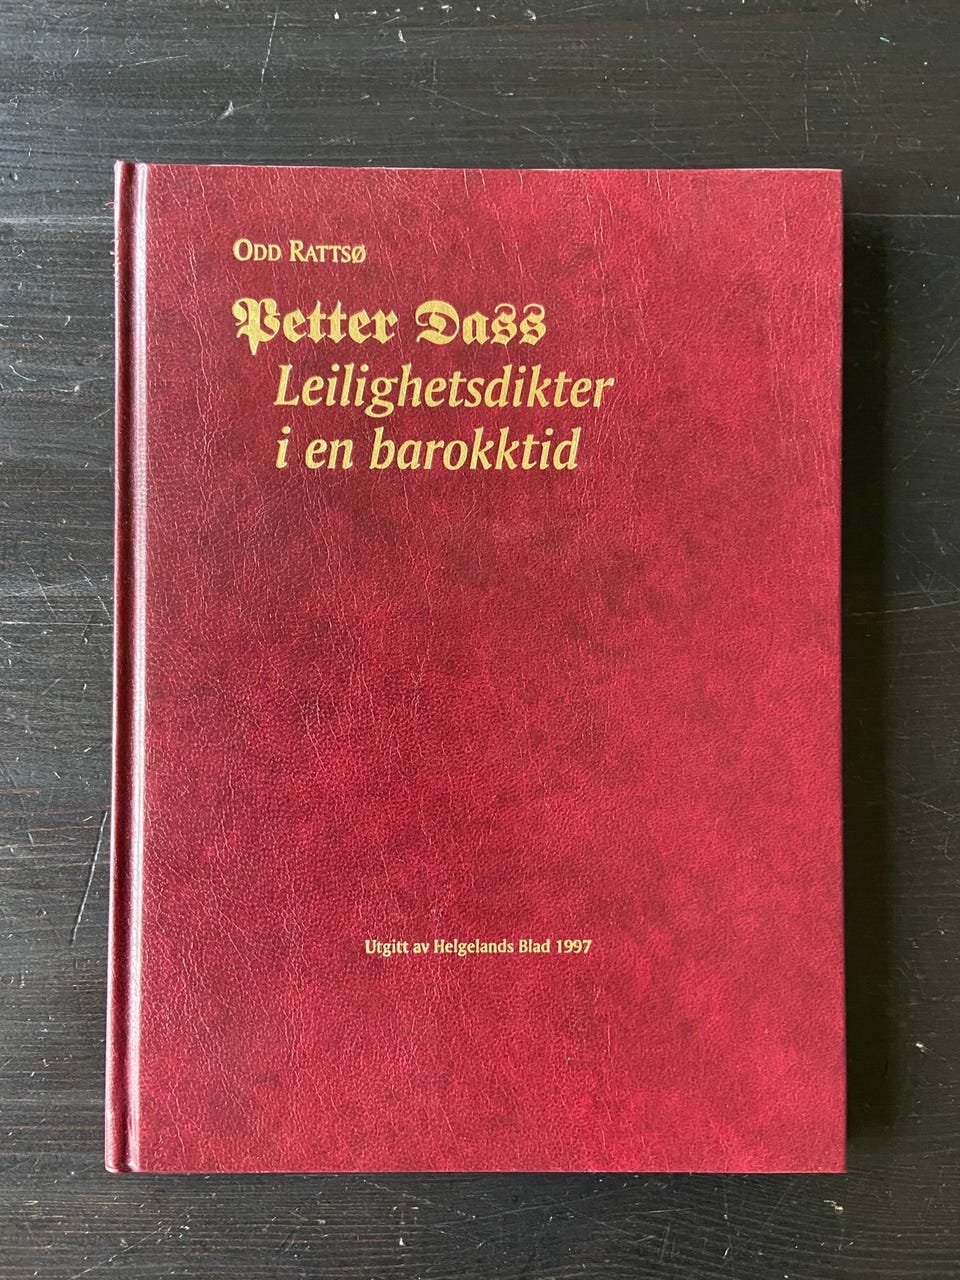 ODD RATTSØ
Petter Dass
Leilighetsdikter
i en barokktid
Utgitt av Helgelands Blad 1997